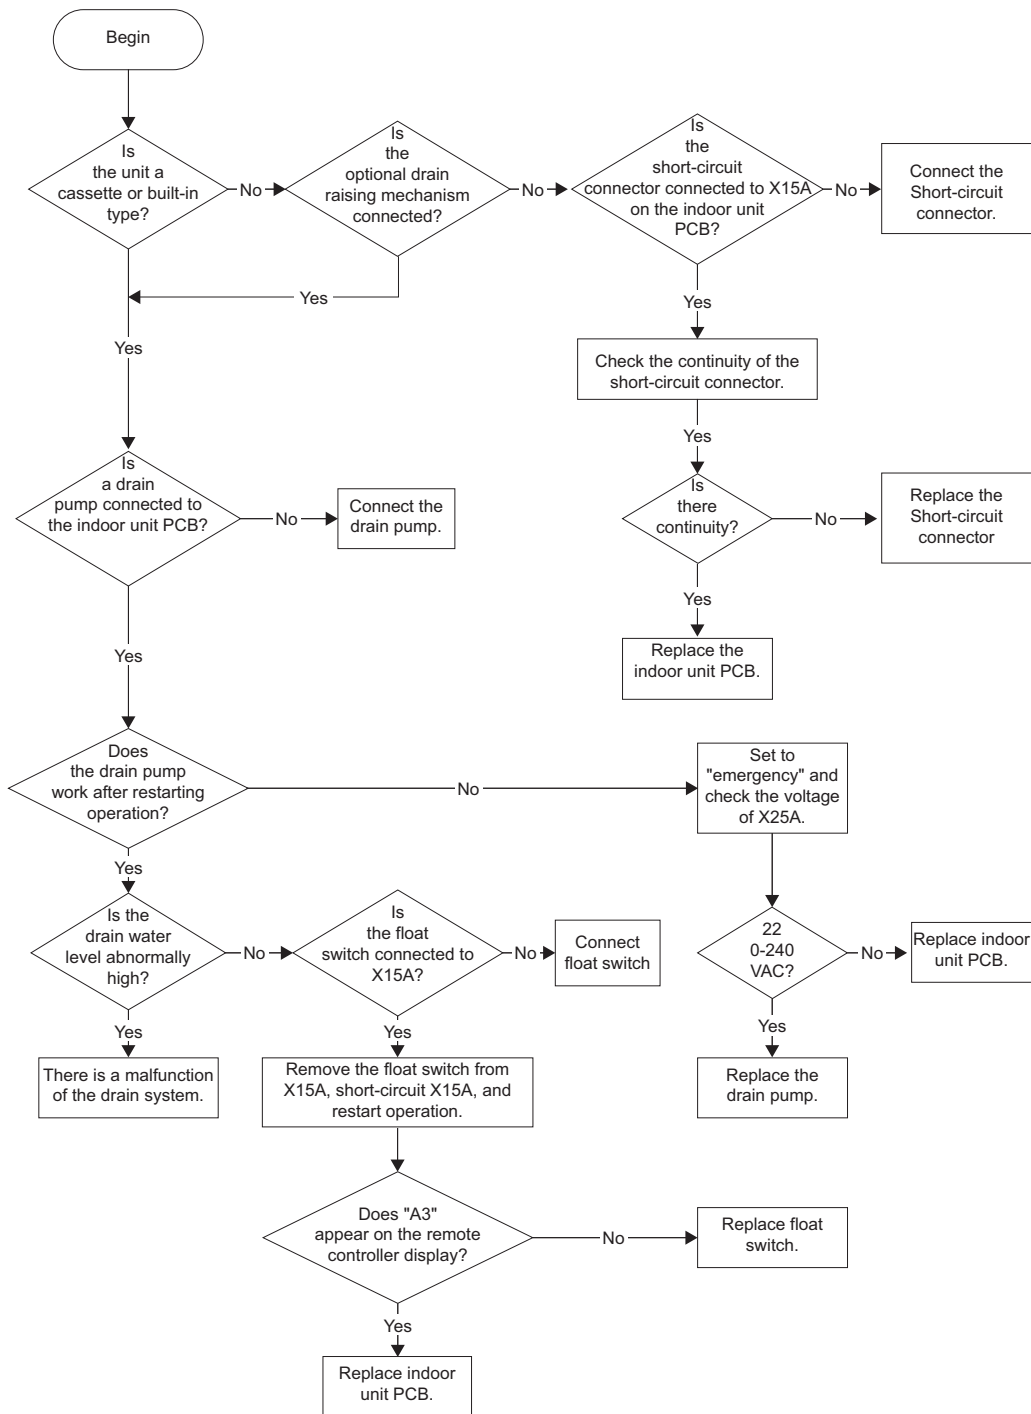 Begin
Is
the unit a
cassette or built-in
type?
No
Is
the
optional drain
raising mechanism
connected?
No
Is
the
short-circuit
connector connected to X15A
on the indoor unit
PCB?
No
Connect the
Short-circuit
connector.
Yes
Yes
Yes
Check the continuity of the
short-circuit connector.
Yes
Is
a drain
pump connected to
the indoor unit PCB?
No
Connect the
drain pump.
Is
there
continuity?
No
Replace the
Short-circuit
connector
Yes
Replace the
indoor unit PCB.
Yes
Does
the drain pump
work after restarting
operation?
No
Set to
"emergency" and
check the voltage
of X25A.
Yes
Is the
drain water
level abnormally
high?
No
Is
the float
switch connected to
X15A?
No
Connect
float switch
22
0-240
VAC?
No
Replace indoor
unit PCB.
Yes
Yes
Yes
There is a malfunction
of the drain system.
Remove the float switch from
X15A, short-circuit X15A, and
restart operation.
Replace the
drain pump.
Does "A3"
appear on the remote
controller display?
No
Replace float
switch.
Yes
Replace indoor
unit PCB.